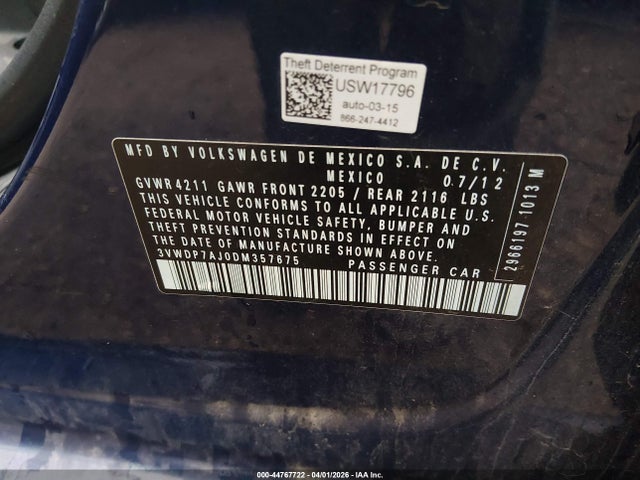 Theft Deterrent Program
USW17796
auto-03-15
866-247-4412
MFD BY VOLKSWAGEN DE MEXICO S.A. DE C.V.
MEXICO 07/12
GVWR 4211 GAWR FRONT 2205 / REAR 2116 LBS
THIS VEHICLE CONFORMS TO ALL APPLICABLE U.S.
FEDERAL MOTOR VEHICLE SAFETY, BUMPER AND
THEFT PREVENTION STANDARDS IN EFFECT ON
THE DATE OF MANUFACTURE SHOWN ABOVE.
3VWDP7AJ0DM357675 PASSENGER CAR
2966197 1013 M
000-44767722 - 04/01/2026 - IAA Inc.